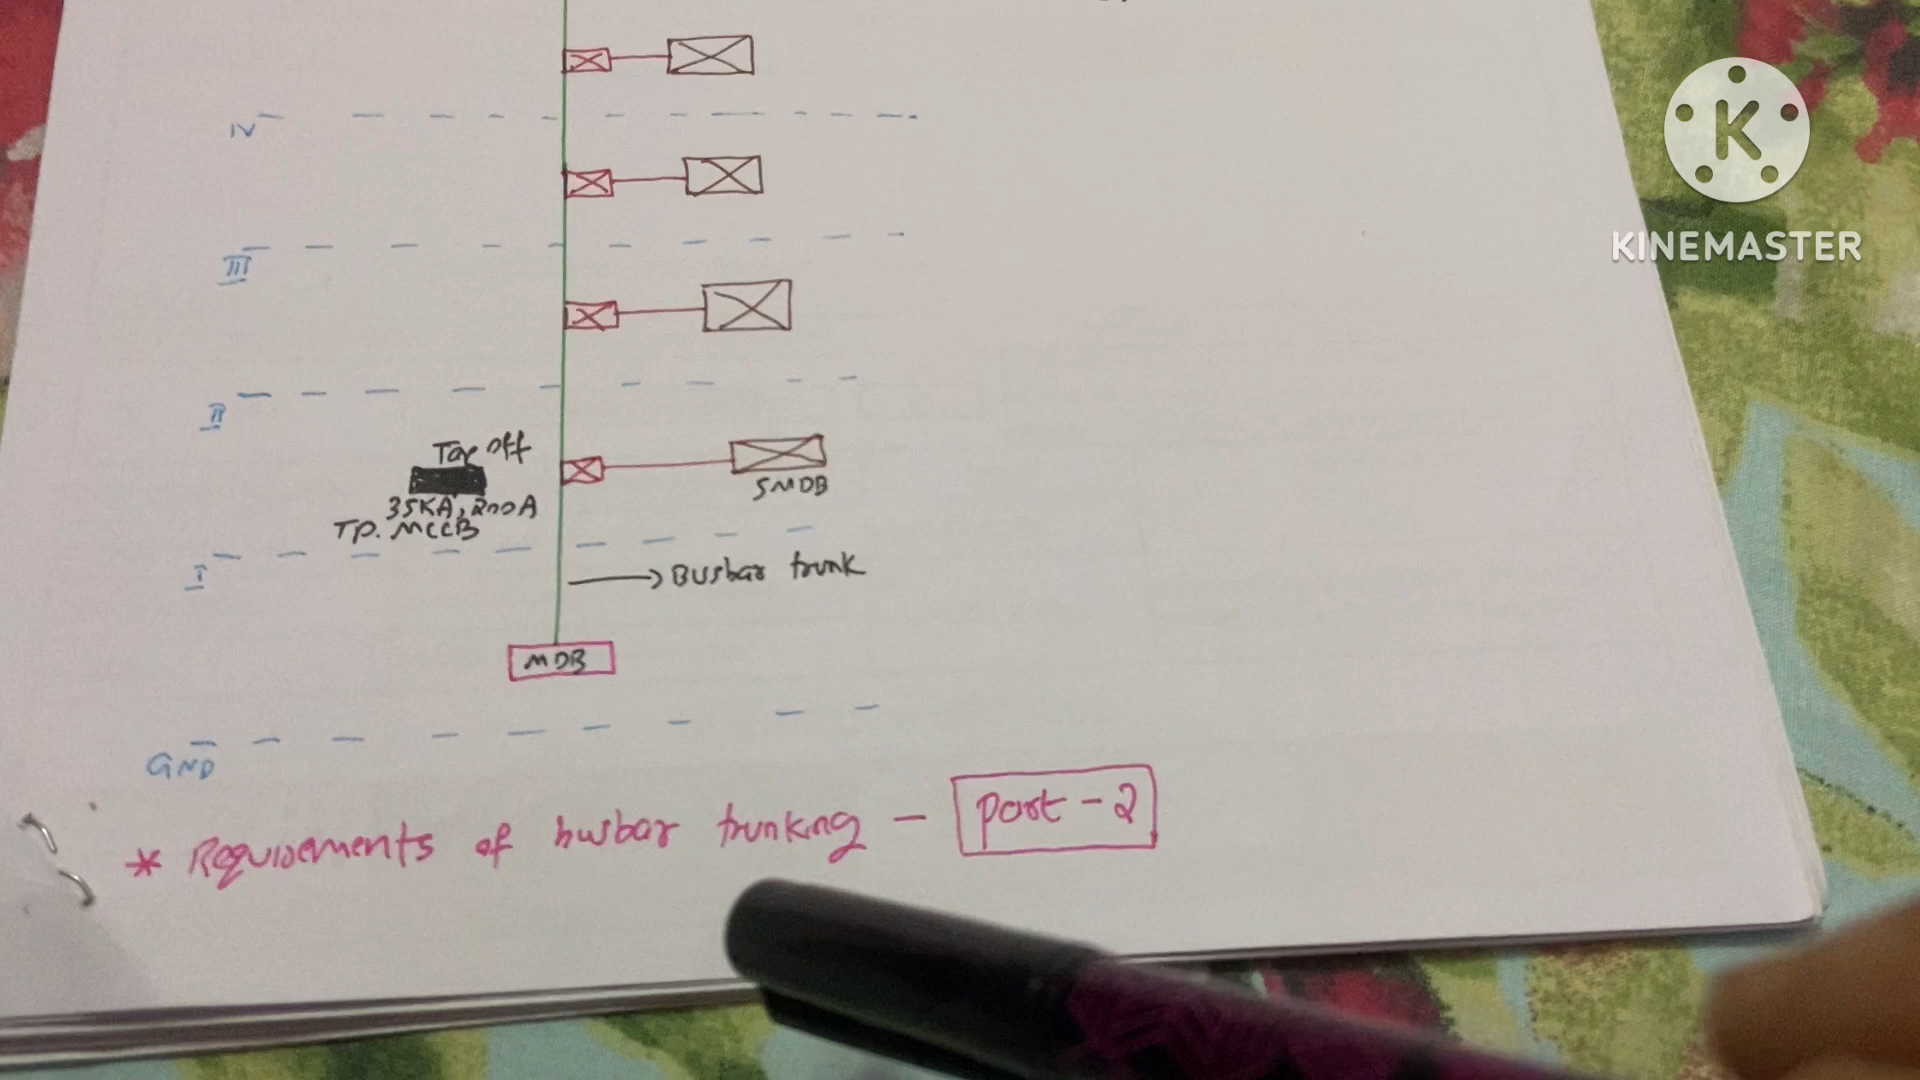 K
KINEMASTER
IV
III
II
Tap off
35KA, 200A
TP. MCCB
SMDB
I
Busbar trunk
MDB
GND
* Requirements of busbar trunking - part-2